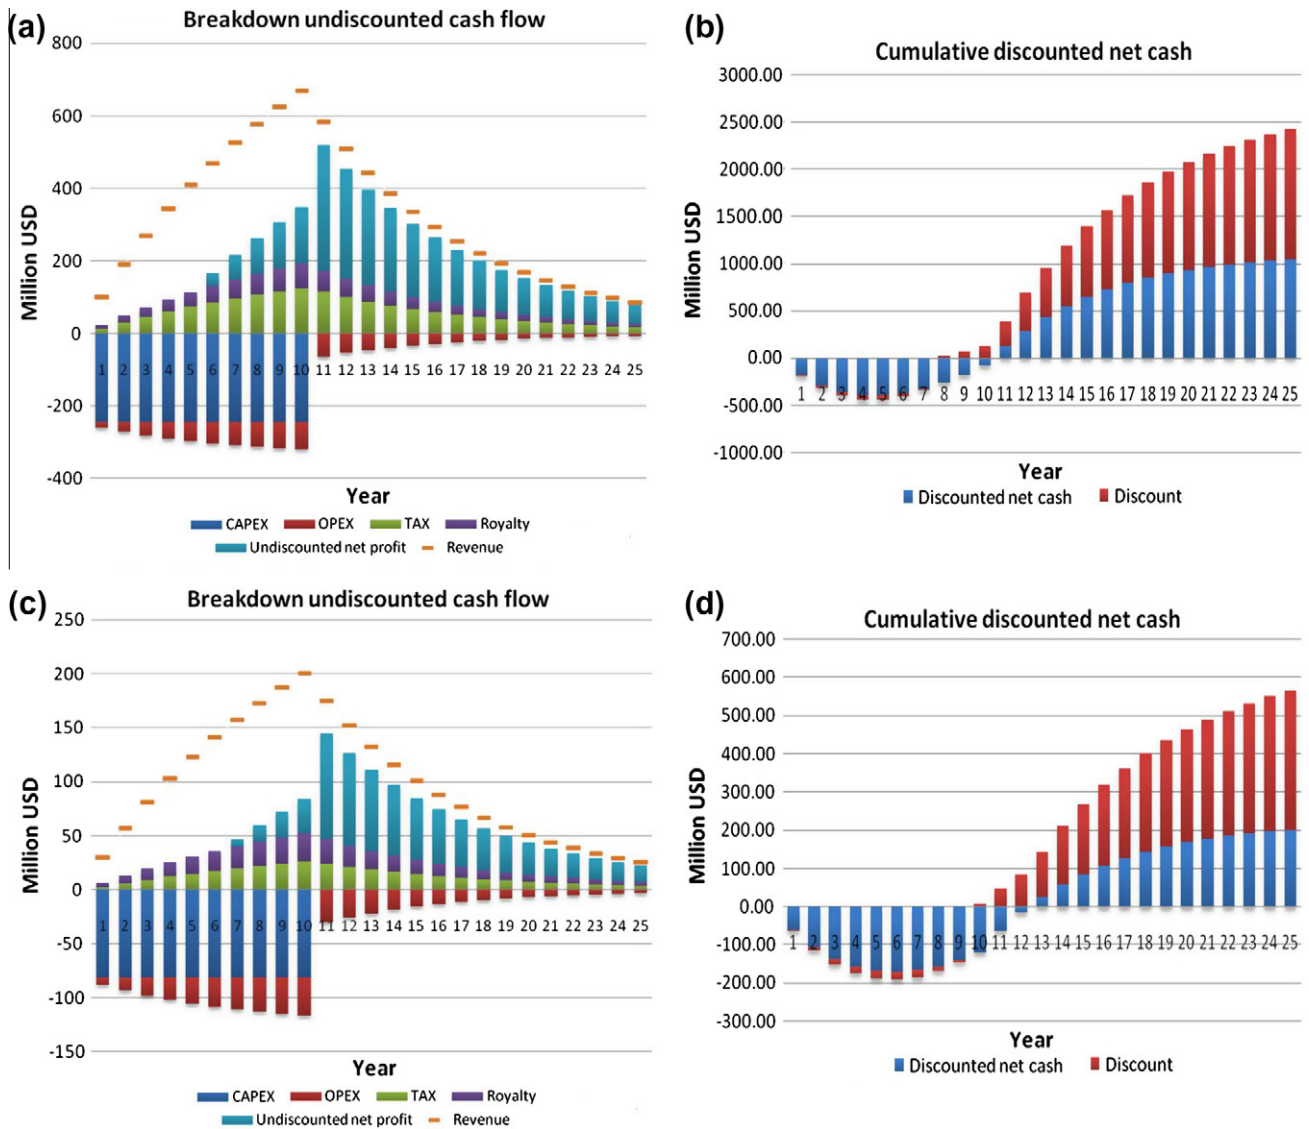 (a)
Breakdown undiscounted cash flow
800
600
400
200
0
-200
-400
Million USD
1 2 3 4 5 6 7 8 9 10 11 12 13 14 15 16 17 18 19 20 21 22 23 24 25
Year
CAPEX OPEX TAX Royalty
Undiscounted net profit Revenue
(b)
Cumulative discounted net cash
3000.00
2500.00
2000.00
1500.00
1000.00
500.00
0.00
-500.00
-1000.00
Million USD
1 2 3 4 5 6 7 8 9 10 11 12 13 14 15 16 17 18 19 20 21 22 23 24 25
Year
Discounted net cash Discount
(c)
Breakdown undiscounted cash flow
250
200
150
100
50
0
-50
-100
-150
Million USD
1 2 3 4 5 6 7 8 9 10 11 12 13 14 15 16 17 18 19 20 21 22 23 24 25
Year
CAPEX OPEX TAX Royalty
Undiscounted net profit Revenue
(d)
Cumulative discounted net cash
700.00
600.00
500.00
400.00
300.00
200.00
100.00
0.00
-100.00
-200.00
-300.00
Million USD
1 2 3 4 5 6 7 8 9 10 11 12 13 14 15 16 17 18 19 20 21 22 23 24 25
Year
Discounted net cash Discount